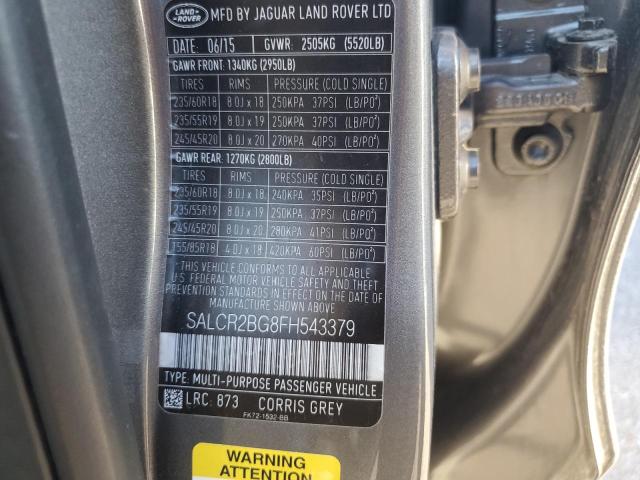 LAND ROVER MFD BY JAGUAR LAND ROVER LTD
DATE: 06/15 GVWR: 2505KG (5520LB)
GAWR FRONT: 1340KG (2950LB)
TIRES RIMS PRESSURE (COLD SINGLE)
235/60R18 8.0J x 18 250KPA 37PSI (LB/PO²)
235/55R19 8.0J x 19 250KPA 37PSI (LB/PO²)
245/45R20 8.0J x 20 270KPA 40PSI (LB/PO²)
GAWR REAR: 1270KG (2800LB)
TIRES RIMS PRESSURE (COLD SINGLE)
235/60R18 8.0J x 18 240KPA 35PSI (LB/PO²)
235/55R19 8.0J x 19 250KPA 37PSI (LB/PO²)
245/45R20 8.0J x 20 280KPA 41PSI (LB/PO²)
155/85R18 4.0J x 18 420KPA 60PSI (LB/PO²)
THIS VEHICLE CONFORMS TO ALL APPLICABLE
U.S. FEDERAL MOTOR VEHICLE SAFETY AND THEFT
PREVENTION STANDARDS IN EFFECT ON THE DATE OF
MANUFACTURE SHOWN ABOVE.
SALCR2BG8FH543379
TYPE: MULTI-PURPOSE PASSENGER VEHICLE
LRC: 873 CORRIS GREY
FK72-1532-BB
WARNING
ATTENTION